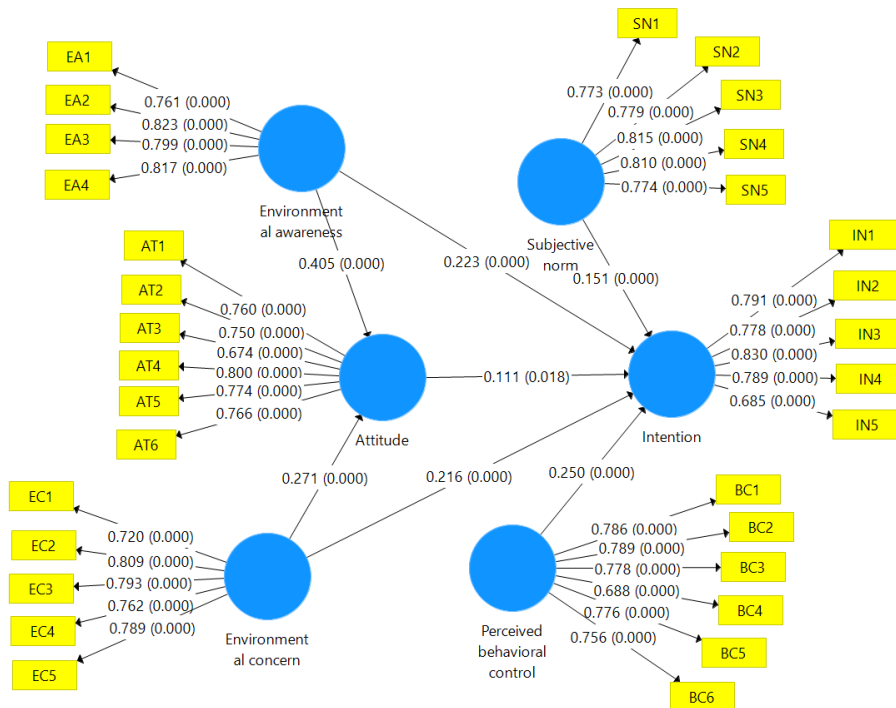 EA1
EA2
EA3
EA4
0.761 (0.000)
0.823 (0.000)
0.799 (0.000)
0.817 (0.000)
Environment
al awareness
SN1
SN2
SN3
SN4
SN5
0.773 (0.000)
0.779 (0.000)
0.815 (0.000)
0.810 (0.000)
0.774 (0.000)
Subjective
norm
0.405 (0.000)
0.223 (0.000)
0.151 (0.000)
AT1
AT2
AT3
AT4
AT5
AT6
0.760 (0.000)
0.750 (0.000)
0.674 (0.000)
0.800 (0.000)
0.774 (0.000)
0.766 (0.000)
Attitude
0.111 (0.018)
IN1
IN2
IN3
IN4
IN5
0.791 (0.000)
0.778 (0.000)
0.830 (0.000)
0.789 (0.000)
0.685 (0.000)
Intention
0.271 (0.000)
0.216 (0.000)
0.250 (0.000)
EC1
EC2
EC3
EC4
EC5
0.720 (0.000)
0.809 (0.000)
0.793 (0.000)
0.762 (0.000)
0.789 (0.000)
Environment
al concern
BC1
BC2
BC3
BC4
BC5
BC6
0.786 (0.000)
0.789 (0.000)
0.778 (0.000)
0.688 (0.000)
0.776 (0.000)
0.756 (0.000)
Perceived
behavioral
control